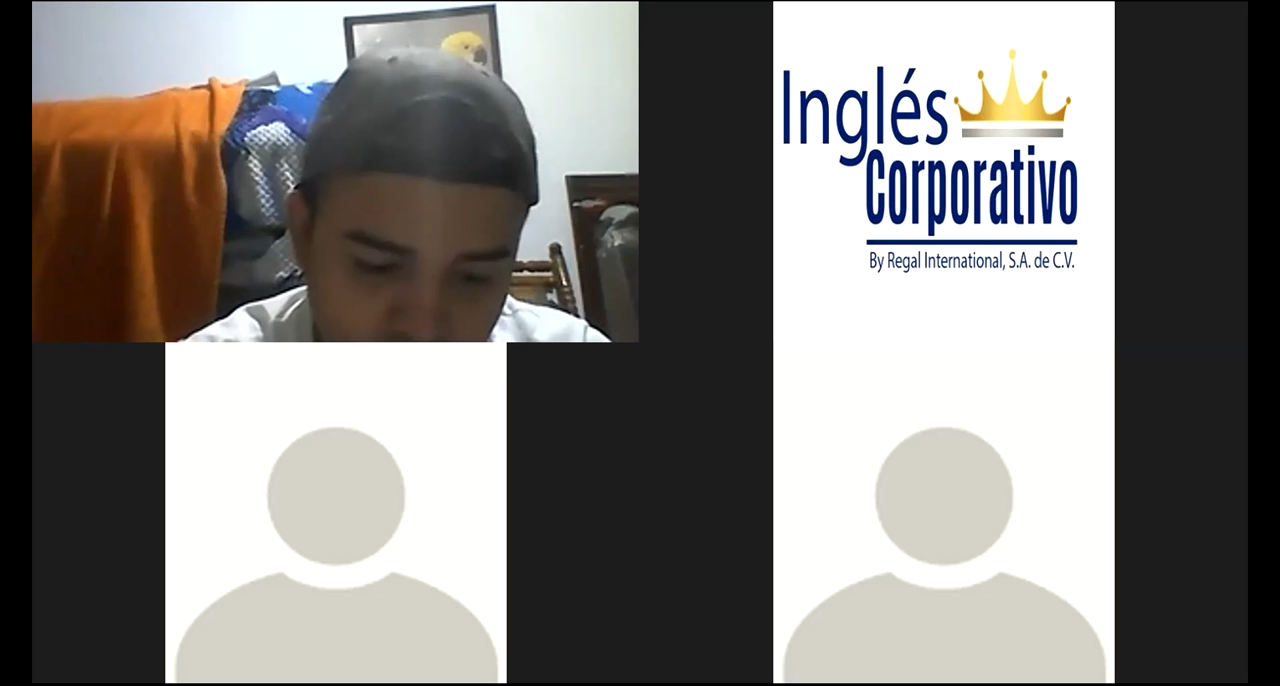 Inglés
Corporativo
By Regal International, S.A. de C.V.